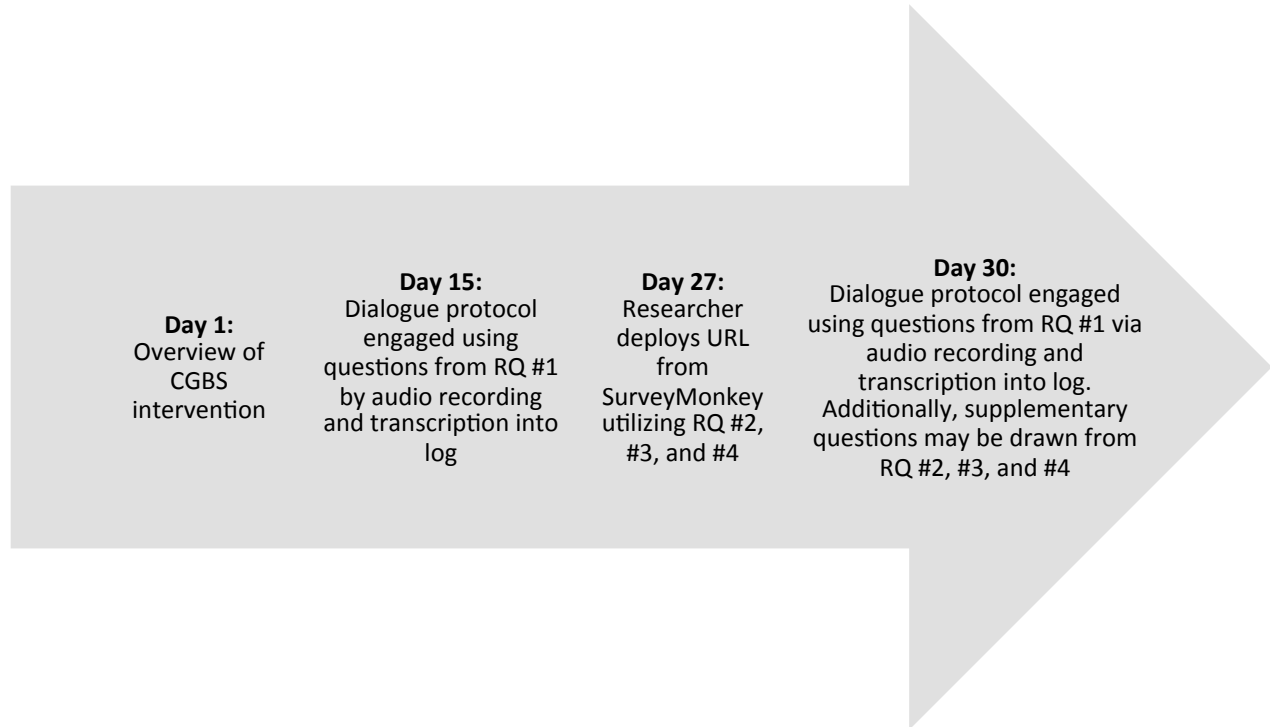 Day 1:
Overview of
CGBS
intervention
Day 15:
Dialogue protocol
engaged using
questions from RQ #1
by audio recording
and transcription into
log
Day 27:
Researcher
deploys URL
from
SurveyMonkey
utilizing RQ #2,
#3, and #4
Day 30:
Dialogue protocol engaged
using questions from RQ #1 via
audio recording and
transcription into log.
Additionally, supplementary
questions may be drawn from
RQ #2, #3, and #4